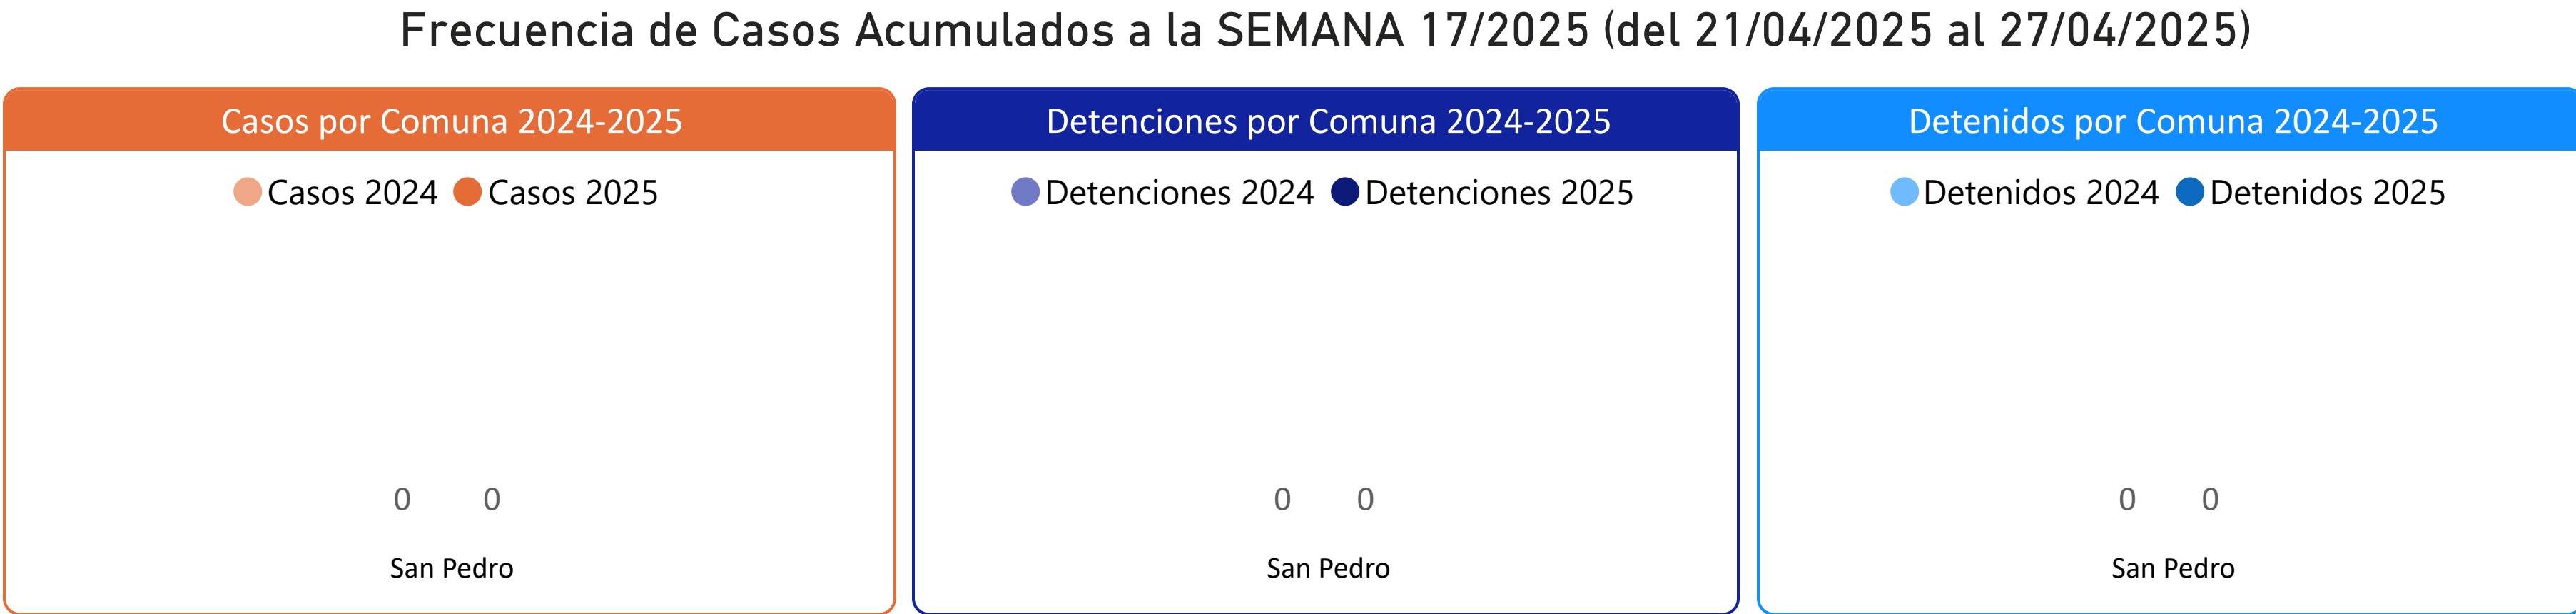 Frecuencia de Casos Acumulados a la SEMANA 17/2025 (del 21/04/2025 al 27/04/2025)
Casos por Comuna 2024-2025
Casos 2024 Casos 2025
0 0
San Pedro
Detenciones por Comuna 2024-2025
Detenciones 2024 Detenciones 2025
0 0
San Pedro
Detenidos por Comuna 2024-2025
Detenidos 2024 Detenidos 2025
0 0
San Pedro